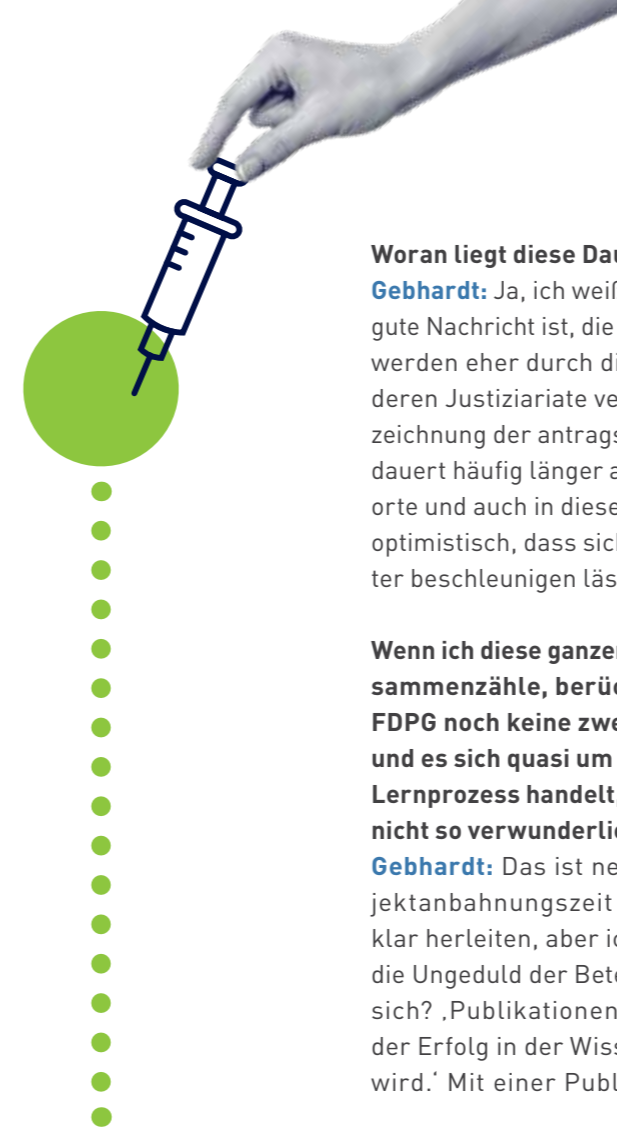 Woran liegt diese Dau
Gebhardt: Ja, ich weiß
gute Nachricht ist, die
werden eher durch di
deren Justiziariate ve
zeichnung der antrags
dauert häufig länger a
orte und auch in diese
optimistisch, dass sich
ter beschleunigen läs
Wenn ich diese ganzen
sammenzähle, berüc
FDPG noch keine zwe
und es sich quasi um
Lernprozess handelt,
nicht so verwunderlic
Gebhardt: Das ist ne
jektanbahnungszeit
klar herleiten, aber ic
die Ungeduld der Bete
sich? ‚Publikationen
der Erfolg in der Wiss
wird.‘ Mit einer Publ